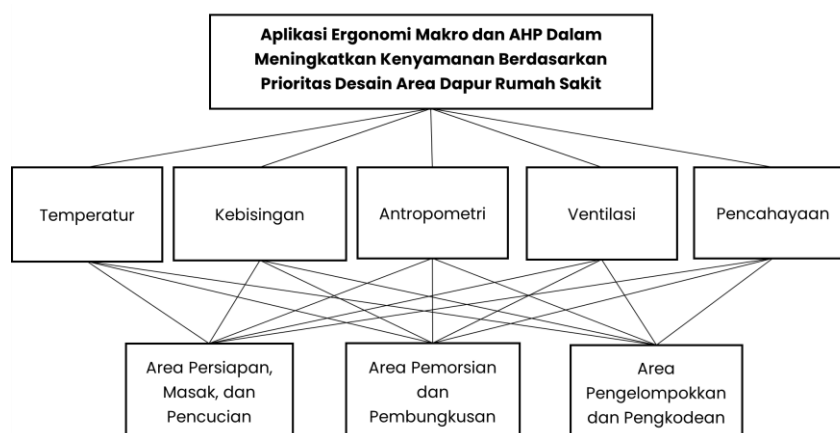 Aplikasi Ergonomi Makro dan AHP Dalam
Meningkatkan Kenyamanan Berdasarkan
Prioritas Desain Area Dapur Rumah Sakit
Temperatur
Kebisingan
Antropometri
Ventilasi
Pencahayaan
Area Persiapan,
Masak, dan
Pencucian
Area Pemorsian
dan
Pembungkusan
Area
Pengelompokkan
dan Pengkodean